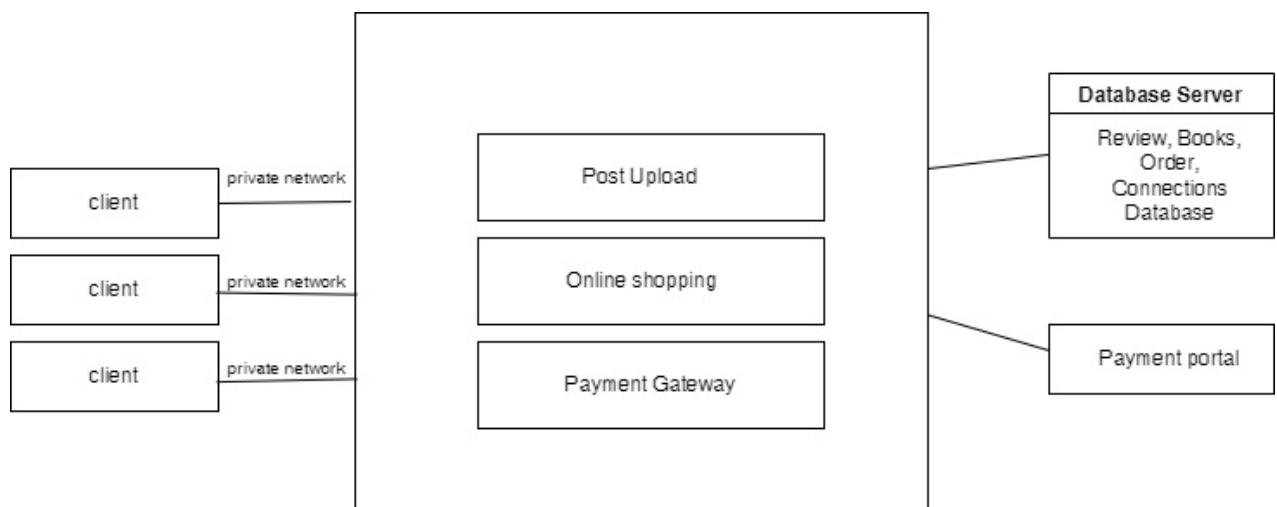 client
private network
client
private network
client
private network
Post Upload
Online shopping
Payment Gateway
Database Server
Review, Books,
Order,
Connections
Database
Payment portal